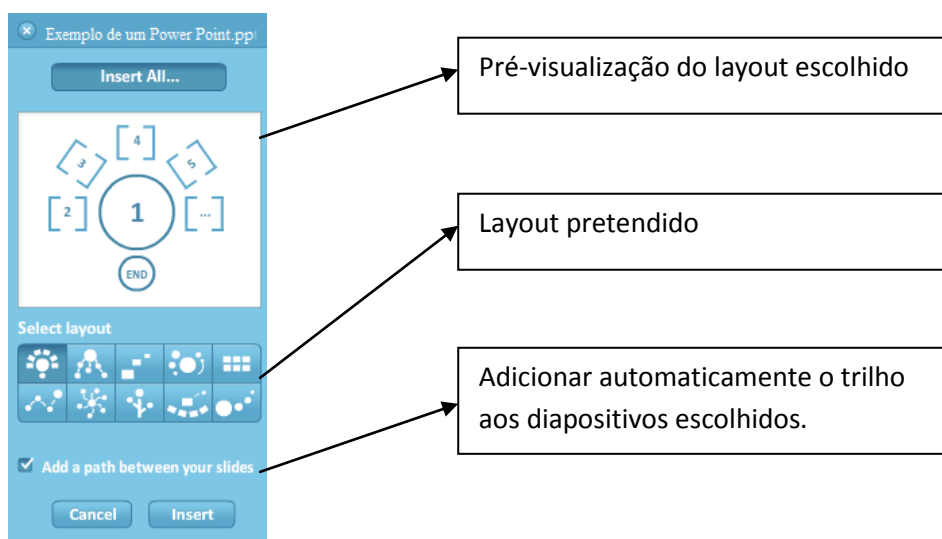 Exemplo de um Power Point.ppt
Insert All...
4
3
5
2
1
...
END
Select layout
Add a path between your slides
Cancel
Insert
Pré-visualização do layout escolhido
Layout pretendido
Adicionar automaticamente o trilho
aos diapositivos escolhidos.